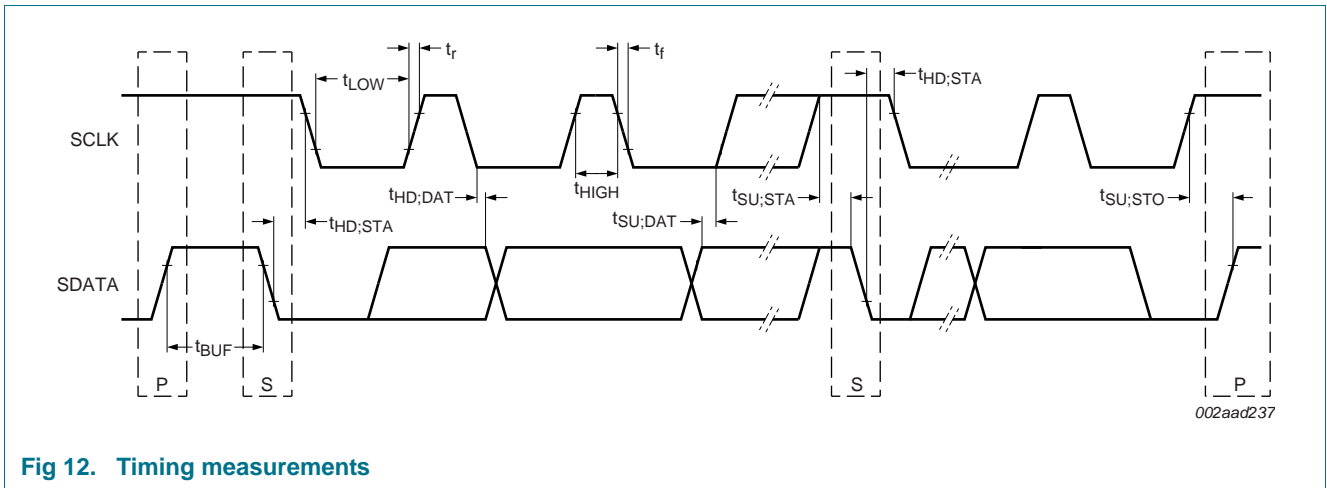 tr
tf
tLOW
tHD;STA
SCLK
tHD;DAT
tHIGH
tSU;STA
tSU;STO
tHD;STA
tSU;DAT
SDATA
tBUF
P
S
S
P
002aad237
Fig 12. Timing measurements